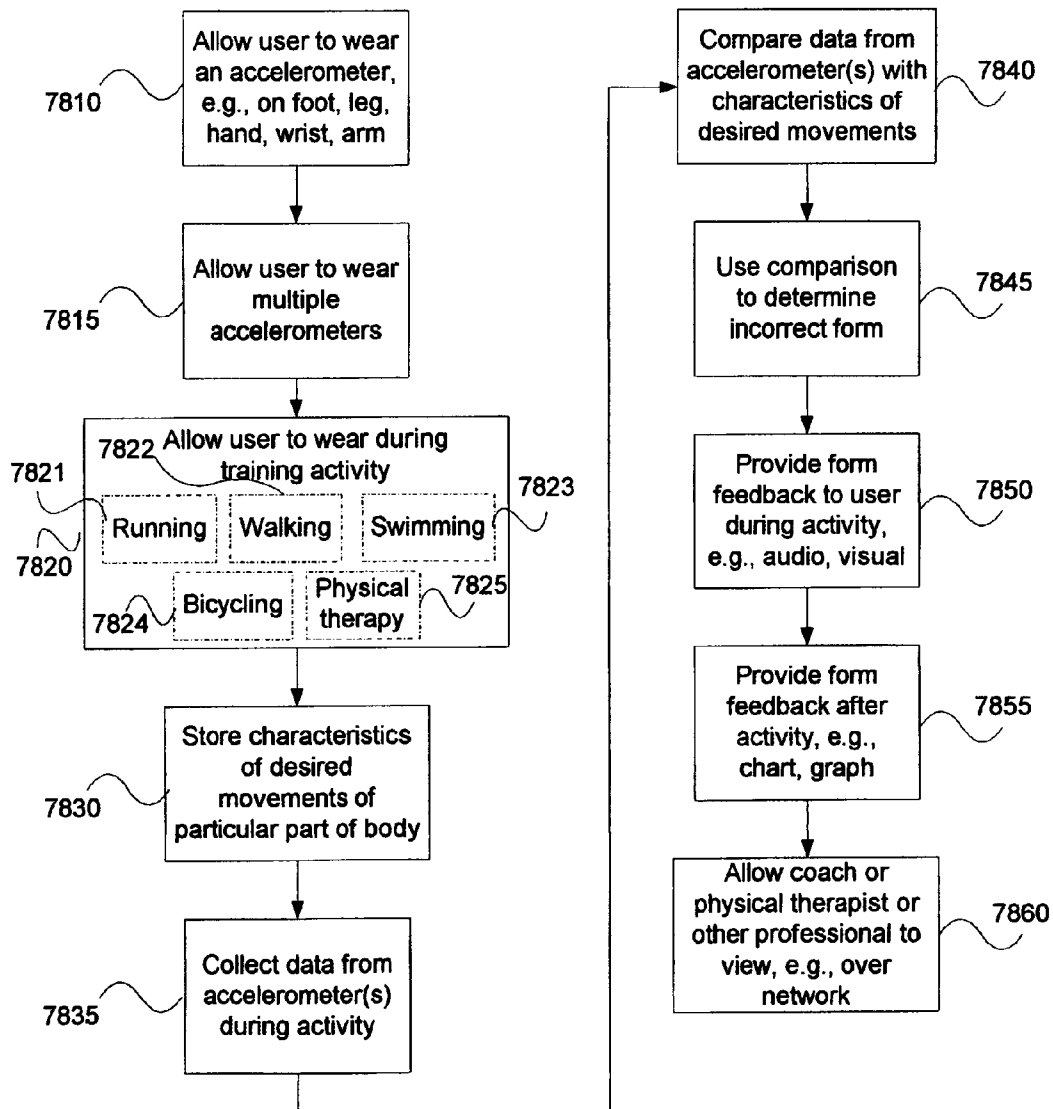 Allow user to wear
an accelerometer,
e.g., on foot, leg,
hand, wrist, arm
7810
Allow user to wear
multiple
accelerometers
7815
Allow user to wear during
training activity
7822
7821
7823
Running
Walking
Swimming
7820
7825
Bicycling
Physical
therapy
7824
Store characteristics
of desired
movements of
particular part of body
7830
Collect data from
accelerometer(s)
during activity
7835
Compare data from
accelerometer(s) with
characteristics of
desired movements
7840
Use comparison
to determine
incorrect form
7845
Provide form
feedback to user
during activity,
e.g., audio, visual
7850
Provide form
feedback after
activity, e.g.,
chart, graph
7855
Allow coach or
physical therapist or
other professional to
view, e.g., over
network
7860